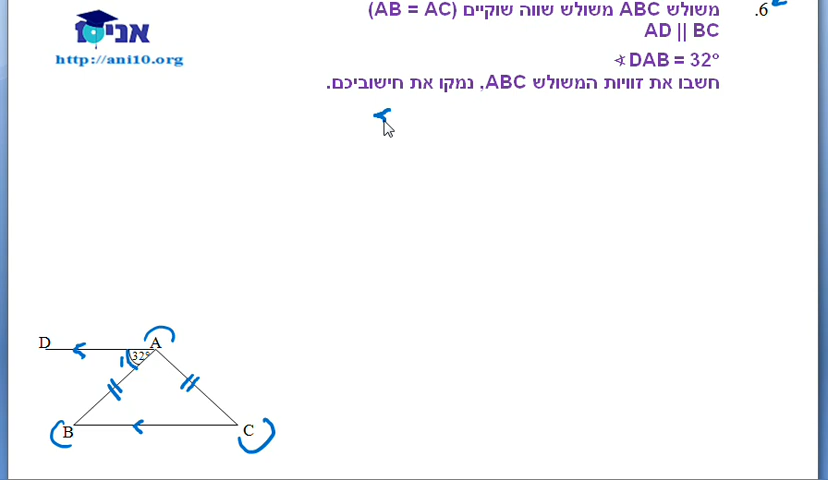 .6
משולש ABC משולש שווה שוקיים (AB = AC)
AD || BC
∢DAB = 32°
חשבו את זוויות המשולש ABC, נמקו את חישוביכם.
אני10
http://ani10.org
D
A
32°
1
B
C